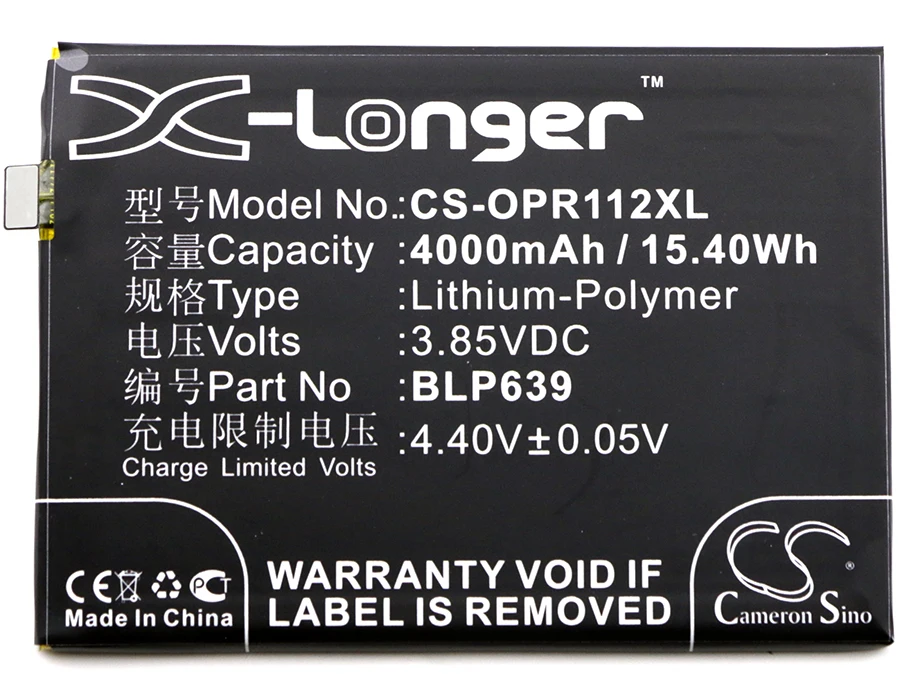 X-Longer™
型号Model No.:CS-OPR112XL
容量Capacity :4000mAh / 15.40Wh
规格Type :Lithium-Polymer
电压Volts :3.85VDC
编号Part No :BLP639
充电限制电压 :4.40V±0.05V
Charge Limited Volts
CE PCT
Made In China
WARRANTY VOID IF
LABEL IS REMOVED
CS®
Cameron Sino